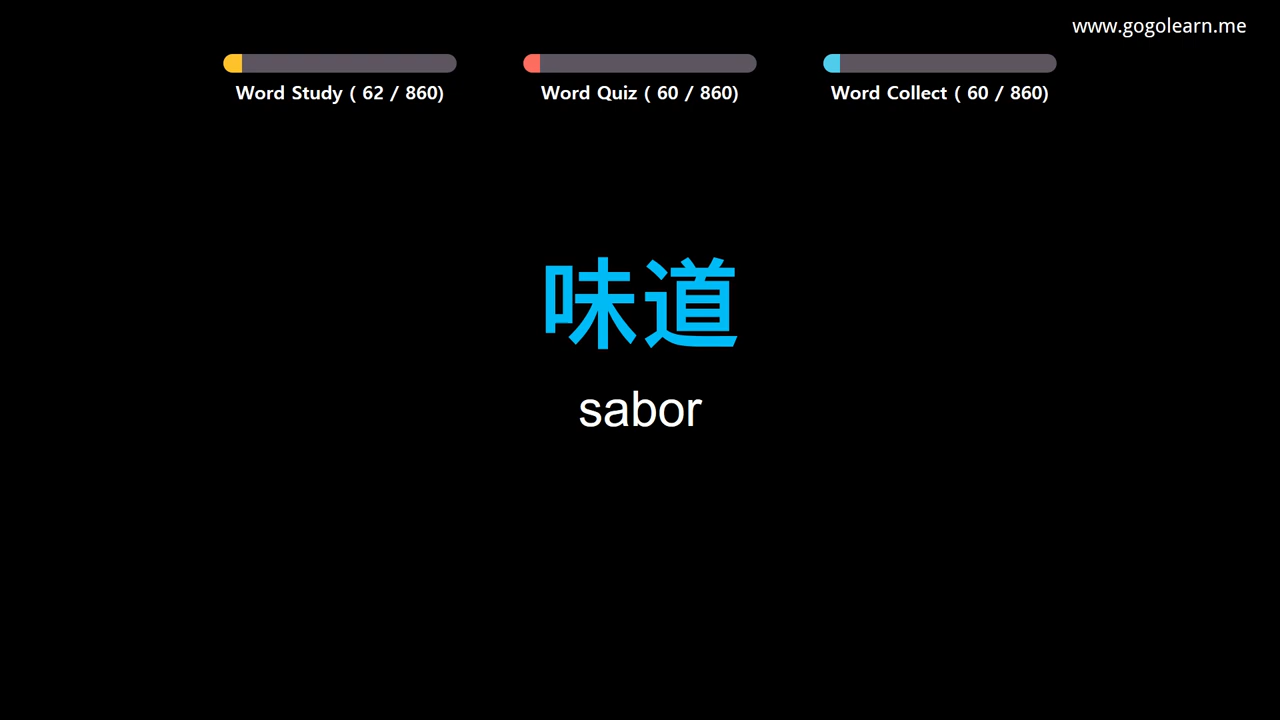 www.gogolearn.me
Word Study ( 62 / 860)
Word Quiz ( 60 / 860)
Word Collect ( 60 / 860)
味道
sabor